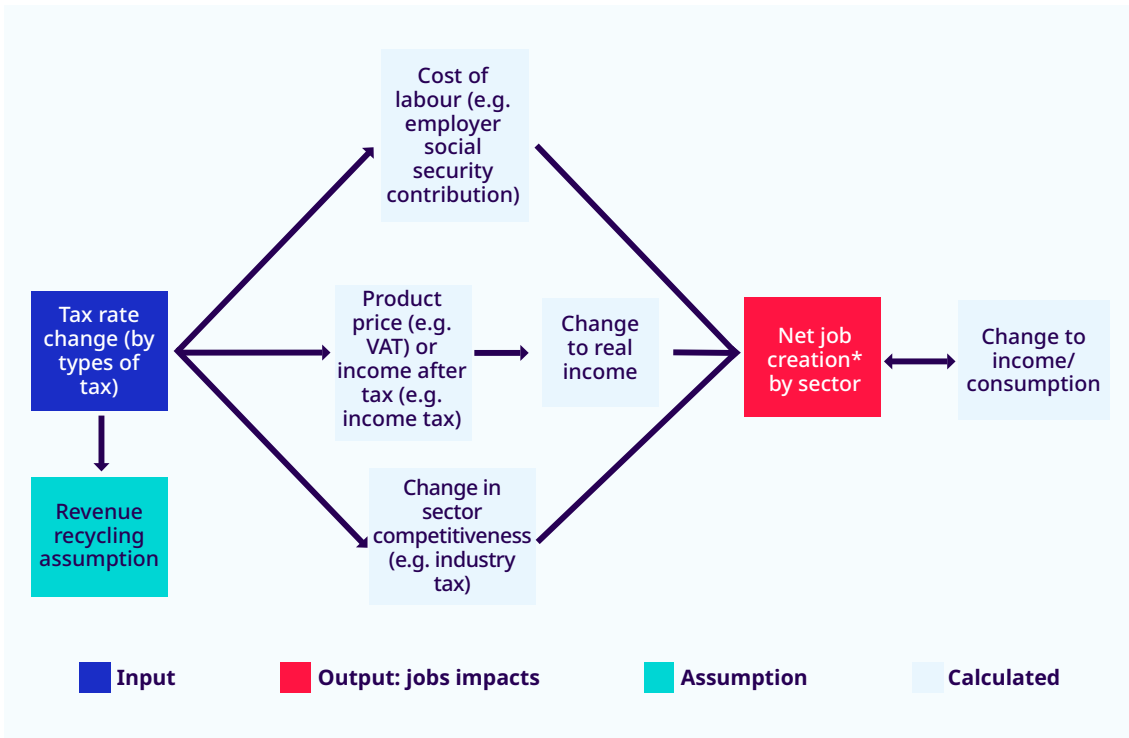 Cost of
labour (e.g.
employer
social
security
contribution)
Tax rate
change (by
types of
tax)
Product
price (e.g.
VAT) or
income after
tax (e.g.
income tax)
Change
to real
income
Net job
creation*
by sector
Change to
income/
consumption
Revenue
recycling
assumption
Change in
sector
competitiveness
(e.g. industry
tax)
Input
Output: jobs impacts
Assumption
Calculated